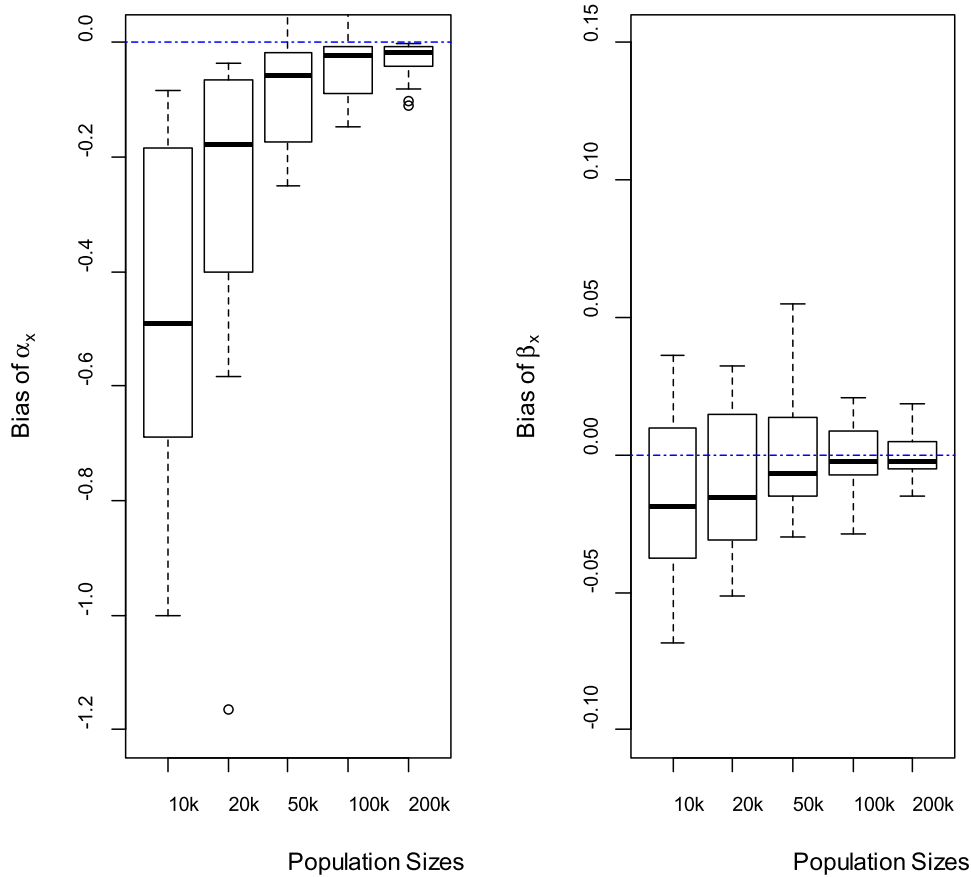 Bias of αx
0.0
-0.2
-0.4
-0.6
-0.8
-1.0
-1.2
10k 20k 50k 100k 200k
Population Sizes
Bias of βx
0.15
0.10
0.05
0.00
-0.05
-0.10
10k 20k 50k 100k 200k
Population Sizes